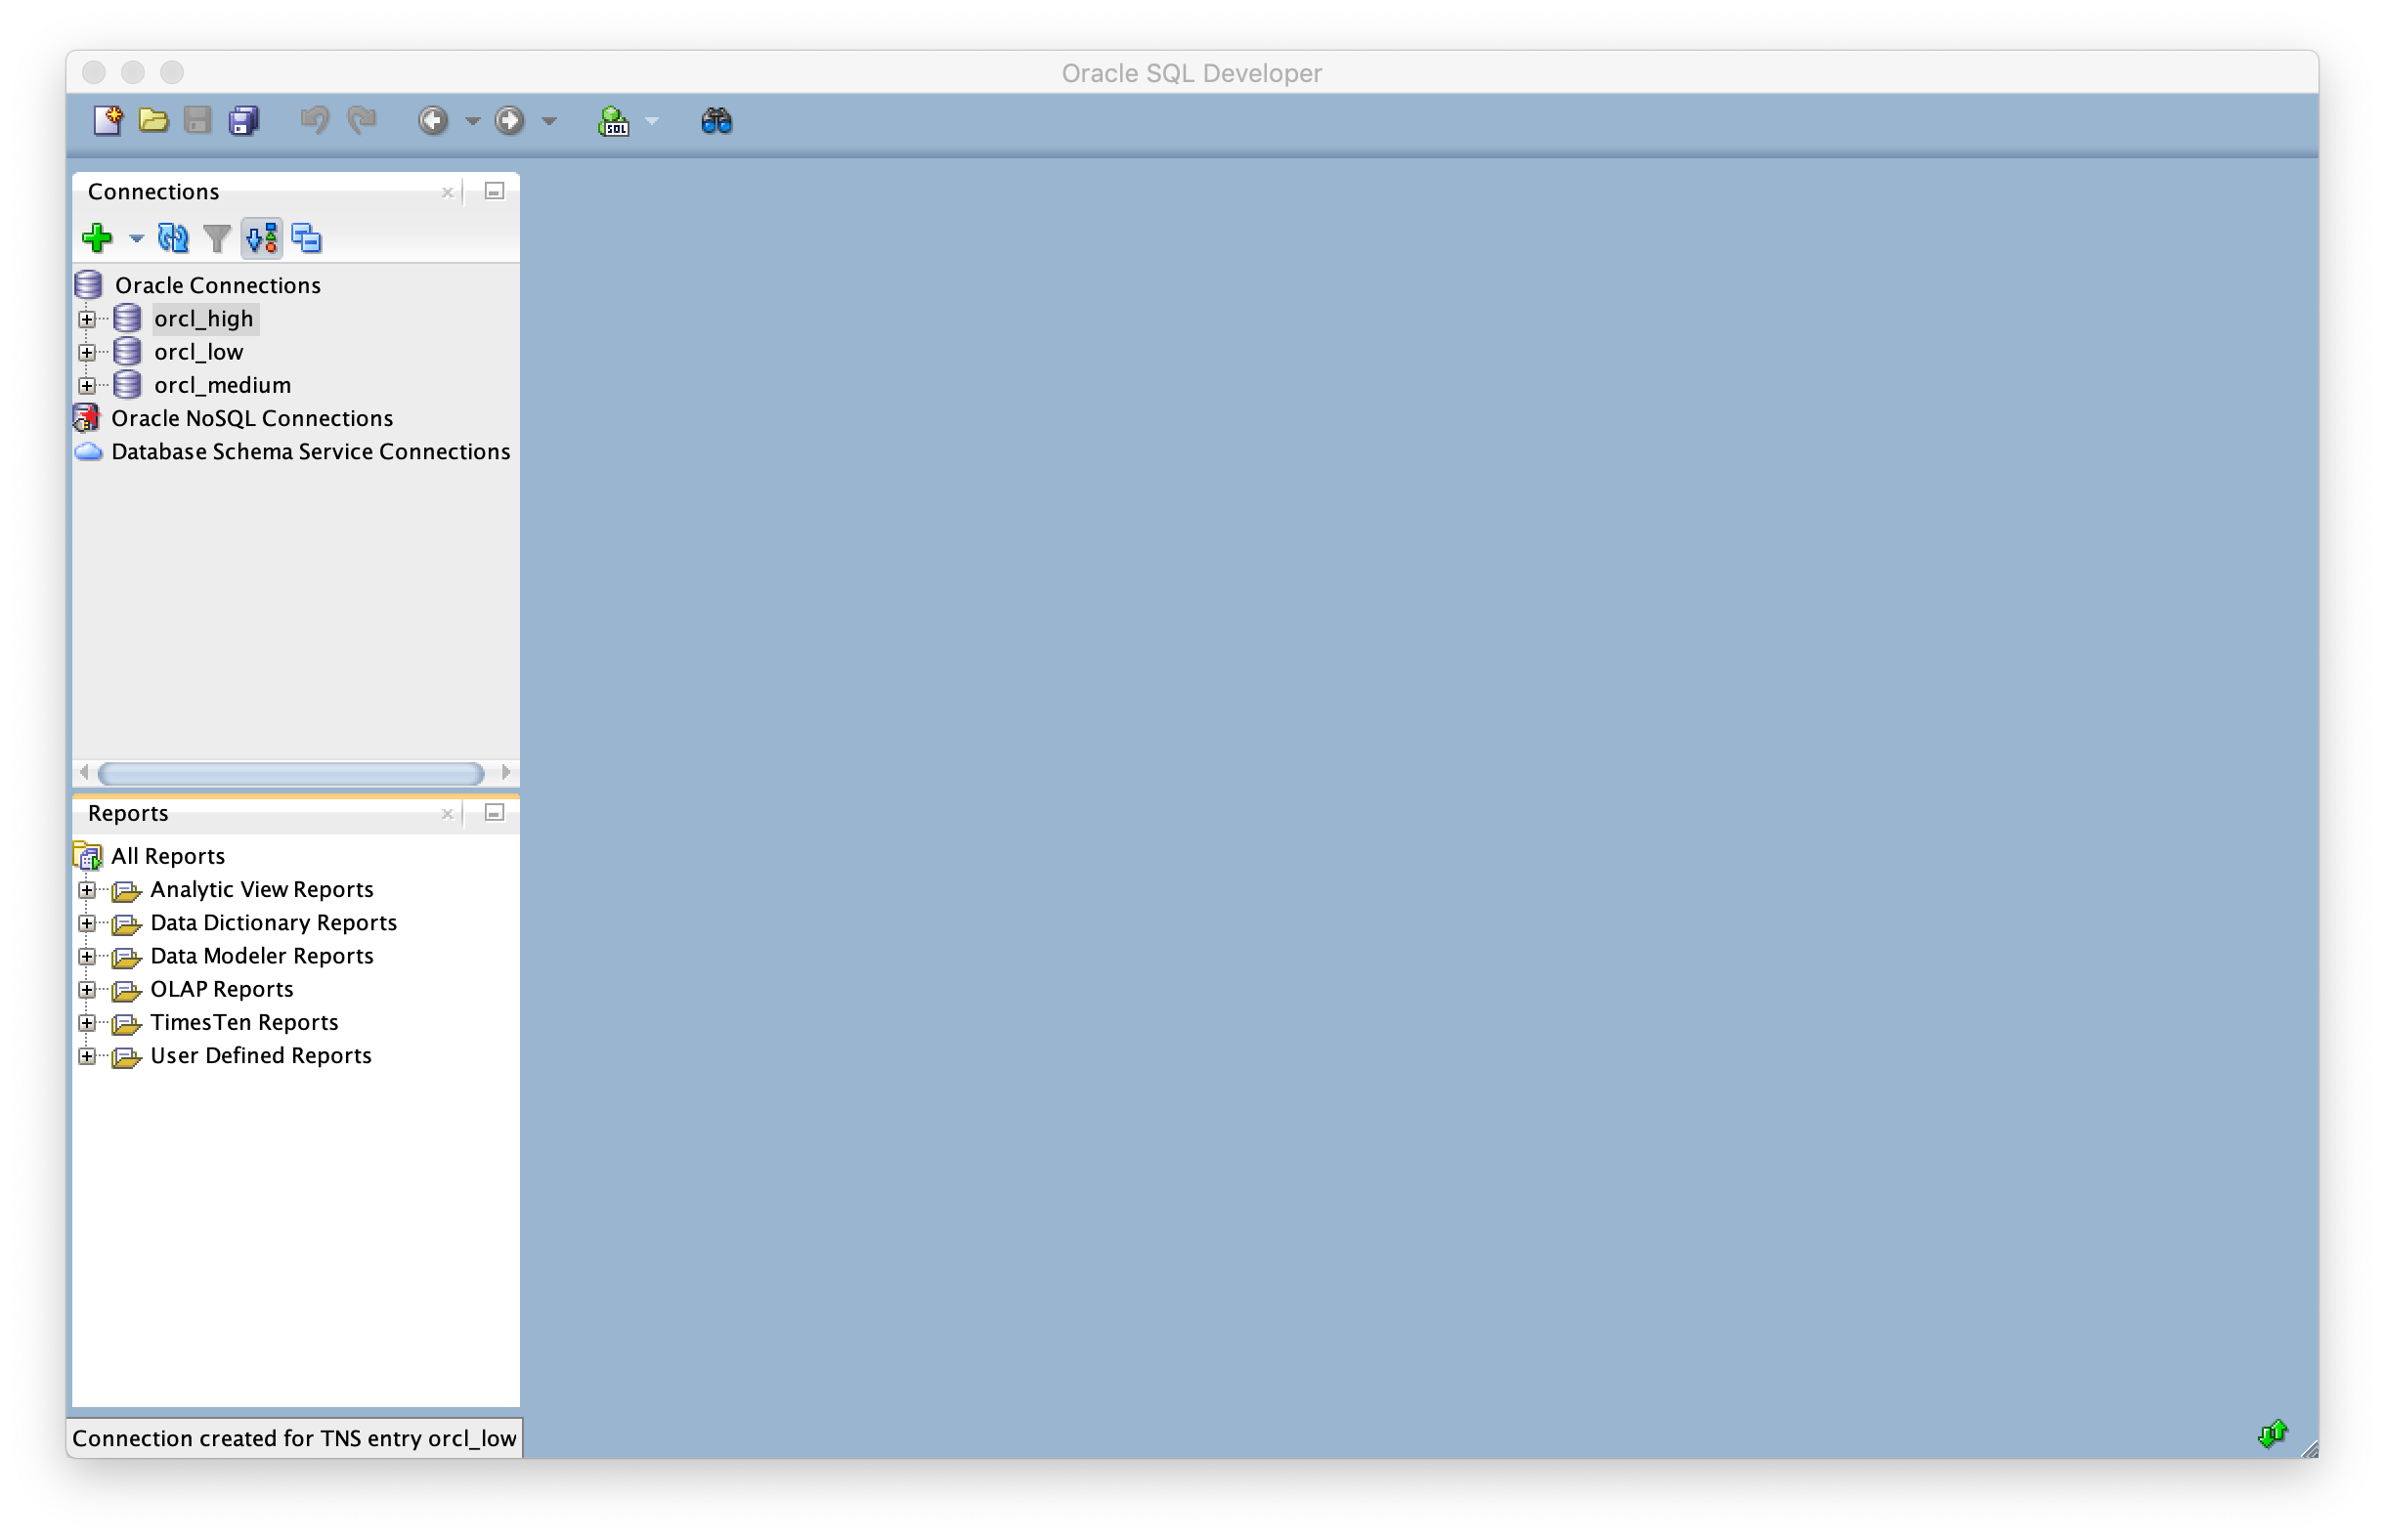 Oracle SQL Developer
SQL
Connections
Oracle Connections
orcl_high
orcl_low
orcl_medium
Oracle NoSQL Connections
Database Schema Service Connections
Reports
All Reports
Analytic View Reports
Data Dictionary Reports
Data Modeler Reports
OLAP Reports
TimesTen Reports
User Defined Reports
Connection created for TNS entry orcl_low